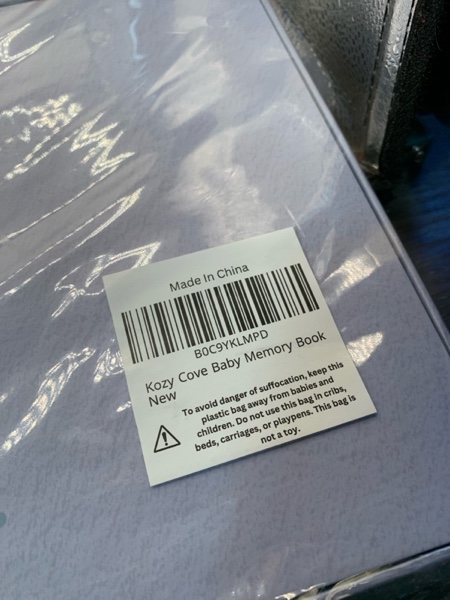 Made In China
B0C9YKLMPD
Kozy Cove Baby Memory Book
New
To avoid danger of suffocation, keep this
plastic bag away from babies and
children. Do not use this bag in cribs,
beds, carriages, or playpens. This bag is
not a toy.